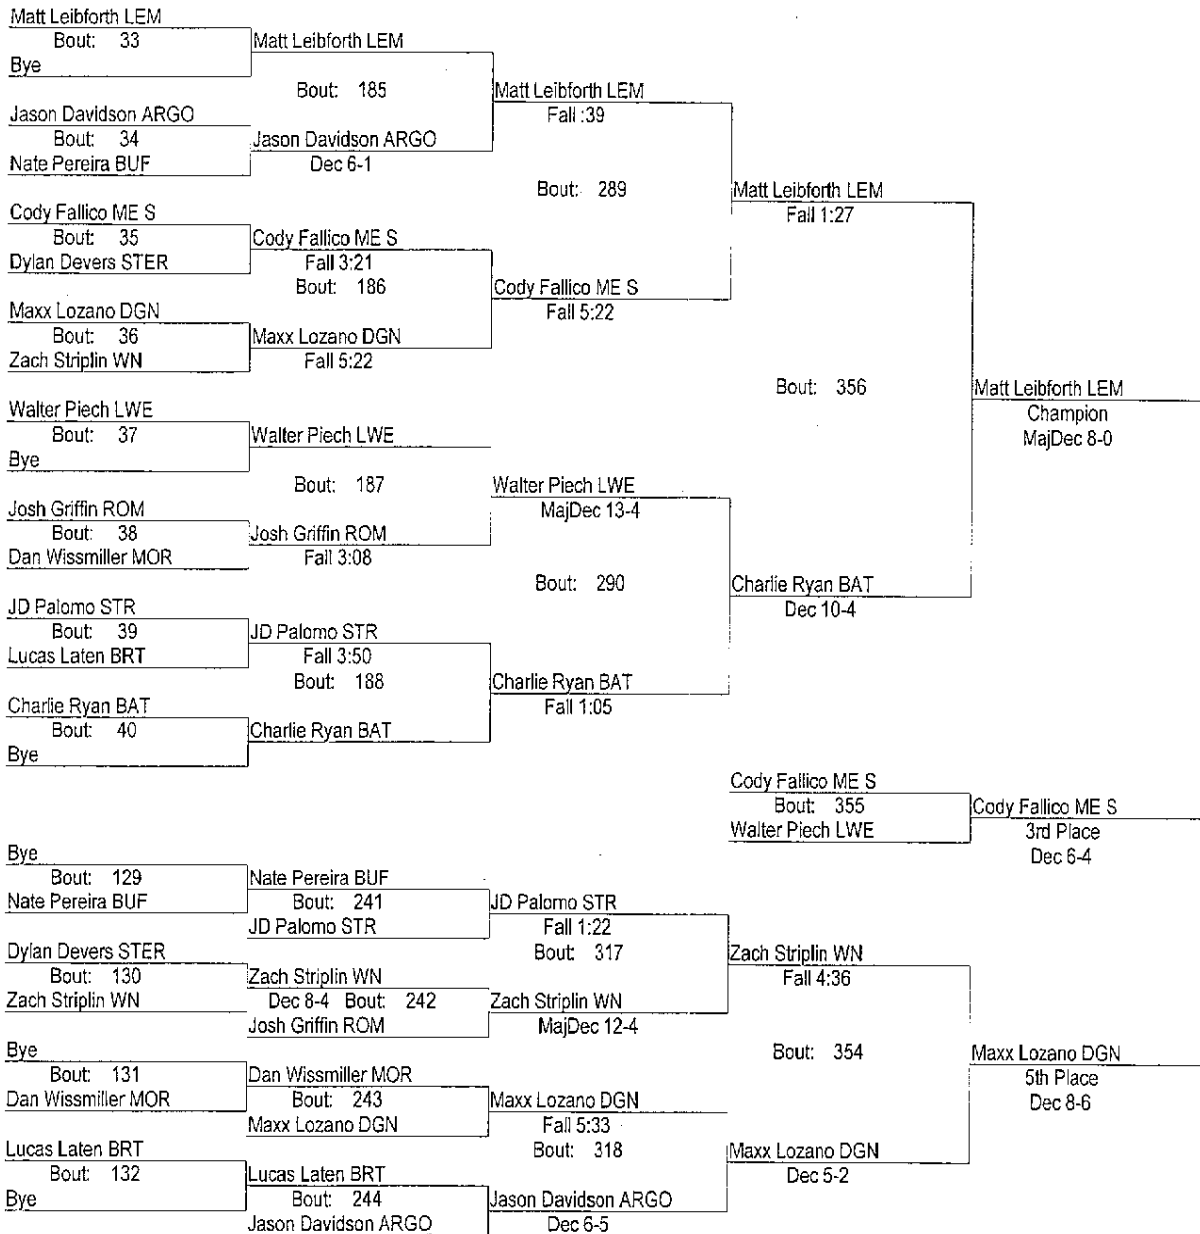 Matt Leibforth LEM
Bout: 33
Bye
Matt Leibforth LEM
Bout: 185
Jason Davidson ARGO
Bout: 34
Nate Pereira BUF
Jason Davidson ARGO
Dec 6-1
Matt Leibforth LEM
Fall :39
Bout: 289
Cody Fallico ME S
Bout: 35
Dylan Devers STER
Cody Fallico ME S
Fall 3:21
Bout: 186
Maxx Lozano DGN
Bout: 36
Zach Striplin WN
Maxx Lozano DGN
Fall 5:22
Cody Fallico ME S
Fall 5:22
Matt Leibforth LEM
Fall 1:27
Bout: 356
Walter Piech LWE
Bout: 37
Bye
Walter Piech LWE
Bout: 187
Josh Griffin ROM
Bout: 38
Dan Wissmiller MOR
Josh Griffin ROM
Fall 3:08
Walter Piech LWE
MajDec 13-4
Bout: 290
JD Palomo STR
Bout: 39
Lucas Laten BRT
JD Palomo STR
Fall 3:50
Bout: 188
Charlie Ryan BAT
Bout: 40
Bye
Charlie Ryan BAT
Charlie Ryan BAT
Fall 1:05
Charlie Ryan BAT
Dec 10-4
Matt Leibforth LEM
Champion
MajDec 8-0
Cody Fallico ME S
Bout: 355
Walter Piech LWE
Cody Fallico ME S
3rd Place
Dec 6-4
Bye
Bout: 129
Nate Pereira BUF
Nate Pereira BUF
Bout: 241
JD Palomo STR
JD Palomo STR
Fall 1:22
Bout: 317
Dylan Devers STER
Bout: 130
Zach Striplin WN
Zach Striplin WN
Dec 8-4 Bout: 242
Josh Griffin ROM
Zach Striplin WN
MajDec 12-4
Zach Striplin WN
Fall 4:36
Bout: 354
Bye
Bout: 131
Dan Wissmiller MOR
Dan Wissmiller MOR
Bout: 243
Maxx Lozano DGN
Maxx Lozano DGN
Fall 5:33
Bout: 318
Lucas Laten BRT
Bout: 132
Bye
Lucas Laten BRT
Bout: 244
Jason Davidson ARGO
Jason Davidson ARGO
Dec 6-5
Maxx Lozano DGN
Dec 5-2
Maxx Lozano DGN
5th Place
Dec 8-6